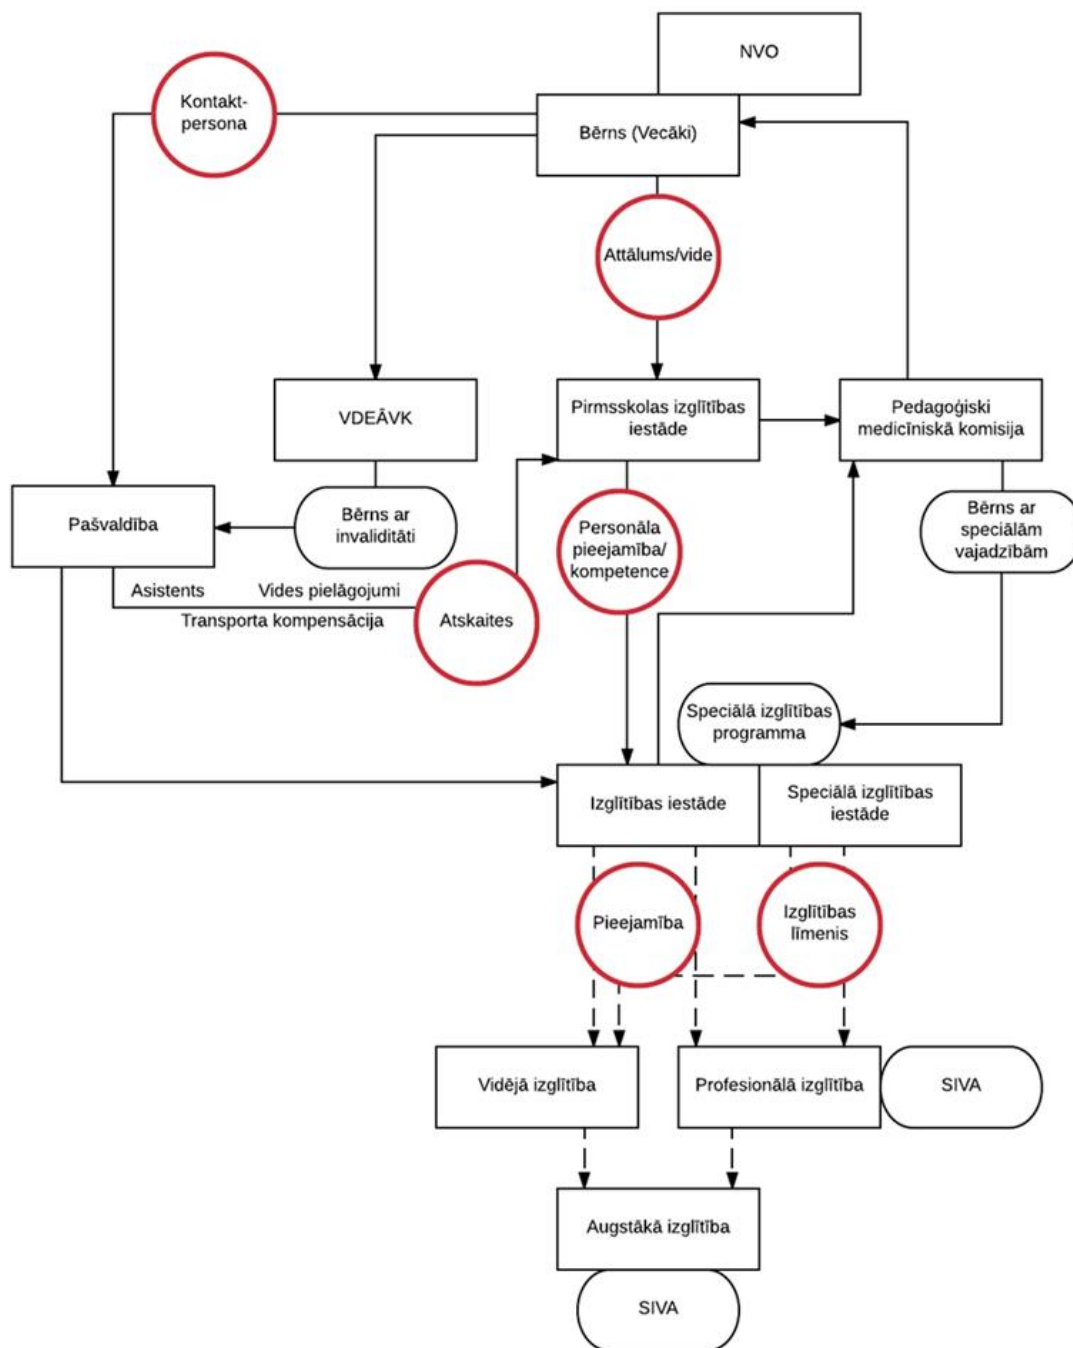 NVO
Kontakt-
persona
Bērns (Vecāki)
Attālums/vide
VDEĀVK
Pirmsskolas izglītības
iestāde
Pedagoģiski
medicīniskā komisija
Pašvaldība
Bērns ar
invaliditāti
Personāla
pieejamība/
kompetence
Bērns ar
speciālām
vajadzībām
Asistents
Vides pielāgojumi
Transporta kompensācija
Atskaites
Speciālā izglītības
programma
Izglītības iestāde
Speciālā izglītības
iestāde
Pieejamība
Izglītības
līmenis
Vidējā izglītība
Profesionālā izglītība
SIVA
Augstākā izglītība
SIVA